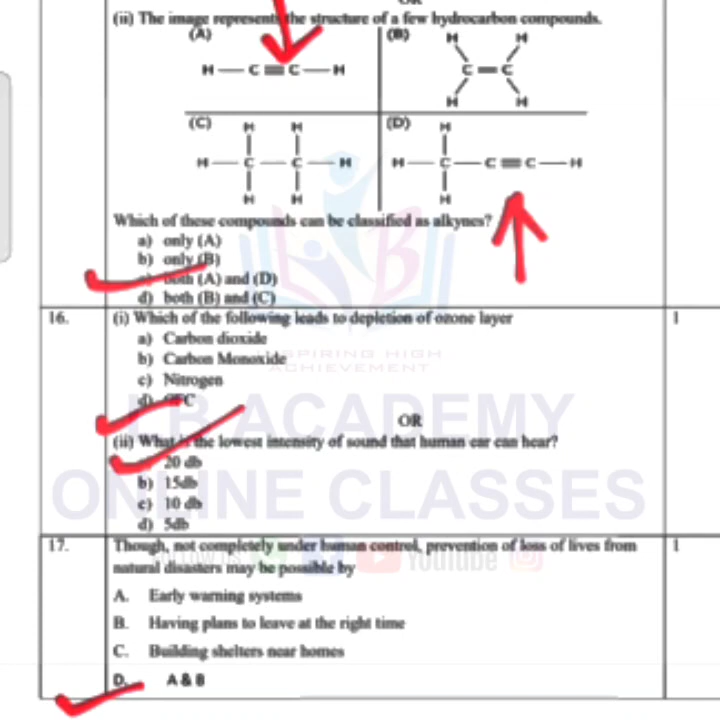 (ii) The image represents the structure of a few hydrocarbon compounds.
(A)
(B)
H H
H — C ≡ C — H
C = C
H H
(C)
(D)
H H
H
H — C — C — H
H — C — C ≡ C — H
H H
H
Which of these compounds can be classified as alkynes?
a) only (A)
b) only (B)
both (A) and (D)
d) both (B) and (C)
16.
(i) Which of the following leads to depletion of ozone layer
1
a) Carbon dioxide
b) Carbon Monoxide
INSPIRING HIGH
ACHIEVEMENT
c) Nitrogen
d)
OR
LB ACADEMY
(ii) What is the lowest intensity of sound that human ear can hear?
20 db
b) 15db
ONLINE CLASSES
c) 10 db
d) 5db
17.
Though, not completely under human control, prevention of loss of lives from
1
YouTube
natural disasters may be possible by
A. Early warning systems
B. Having plans to leave at the right time
C. Building shelters near homes
D. A & B